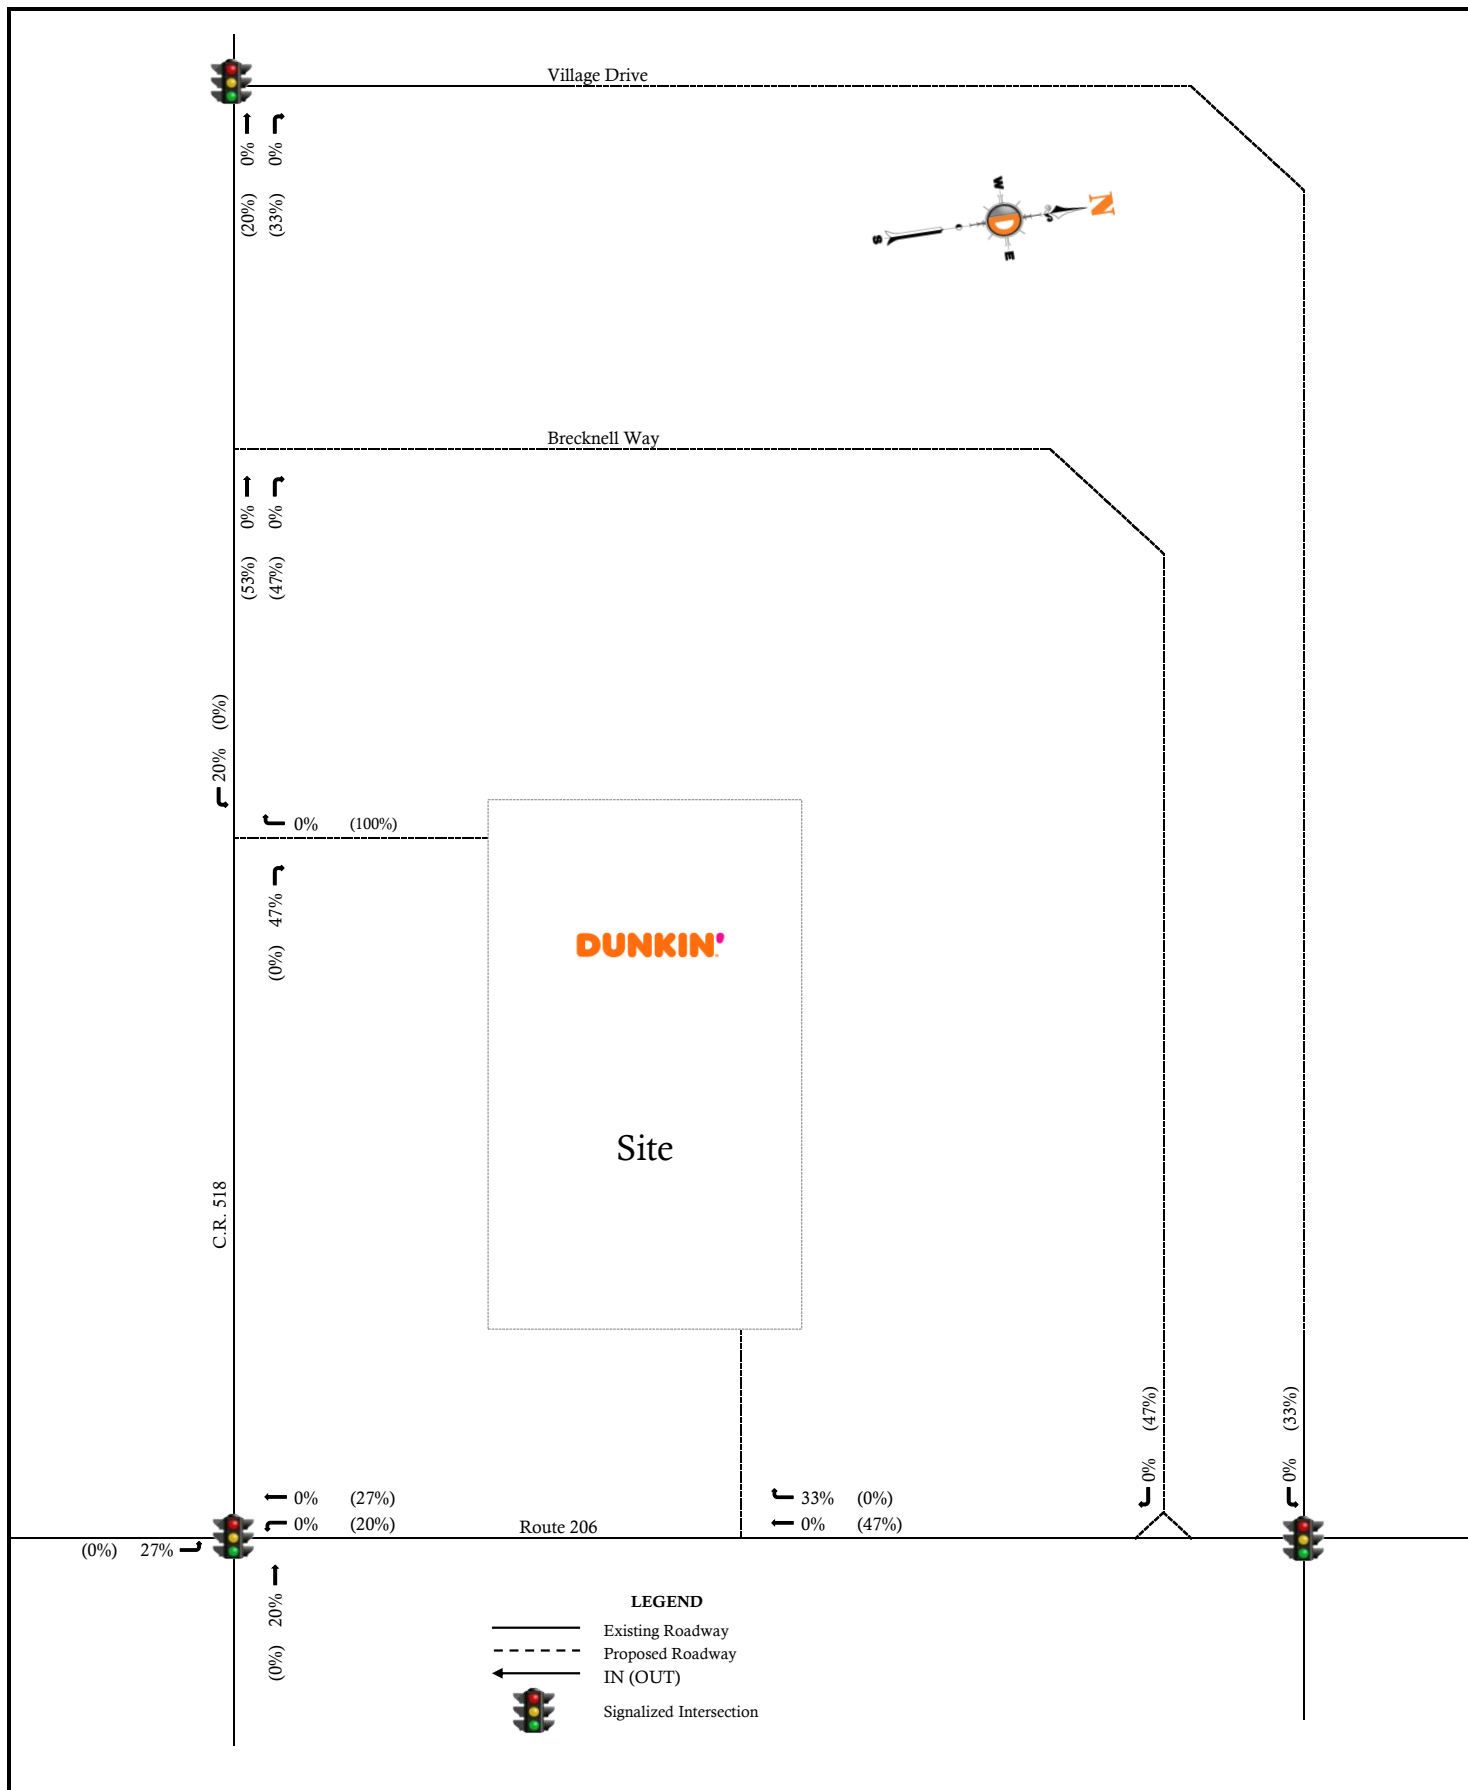 Village Drive
0%
0%
(20%)
(33%)
W
N
S
E
Brecknell Way
0%
0%
(53%)
(47%)
20% (0%)
0% (100%)
(0%) 47%
DUNKIN'
Site
C.R. 518
(47%)
(33%)
0%
0%
0% (27%)
0% (20%)
33% (0%)
0% (47%)
Route 206
(0%) 27%
(0%) 20%
LEGEND
Existing Roadway
Proposed Roadway
IN (OUT)
Signalized Intersection